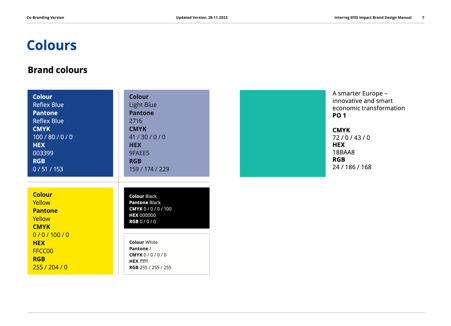 Co-Branding Version
Updated Version, 29.11.2022
Interreg EFIS Impact Brand Design Manual 7
Colours
Brand colours
Colour
Reflex Blue
Pantone
Reflex Blue
CMYK
100 / 80 / 0 / 0
HEX
003399
RGB
0 / 51 / 153
Colour
Light Blue
Pantone
2716
CMYK
41 / 30 / 0 / 0
HEX
9FAEE5
RGB
159 / 174 / 229
A smarter Europe –
innovative and smart
economic transformation
PO 1
CMYK
72 / 0 / 43 / 0
HEX
18BAA8
RGB
24 / 186 / 168
Colour
Yellow
Pantone
Yellow
CMYK
0 / 0 / 100 / 0
HEX
FFCC00
RGB
255 / 204 / 0
Colour Black
Pantone Black
CMYK 0 / 0 / 0 / 100
HEX 000000
RGB 0 / 0 / 0
Colour White
Pantone /
CMYK 0 / 0 / 0 / 0
HEX ffffff
RGB 255 / 255 / 255